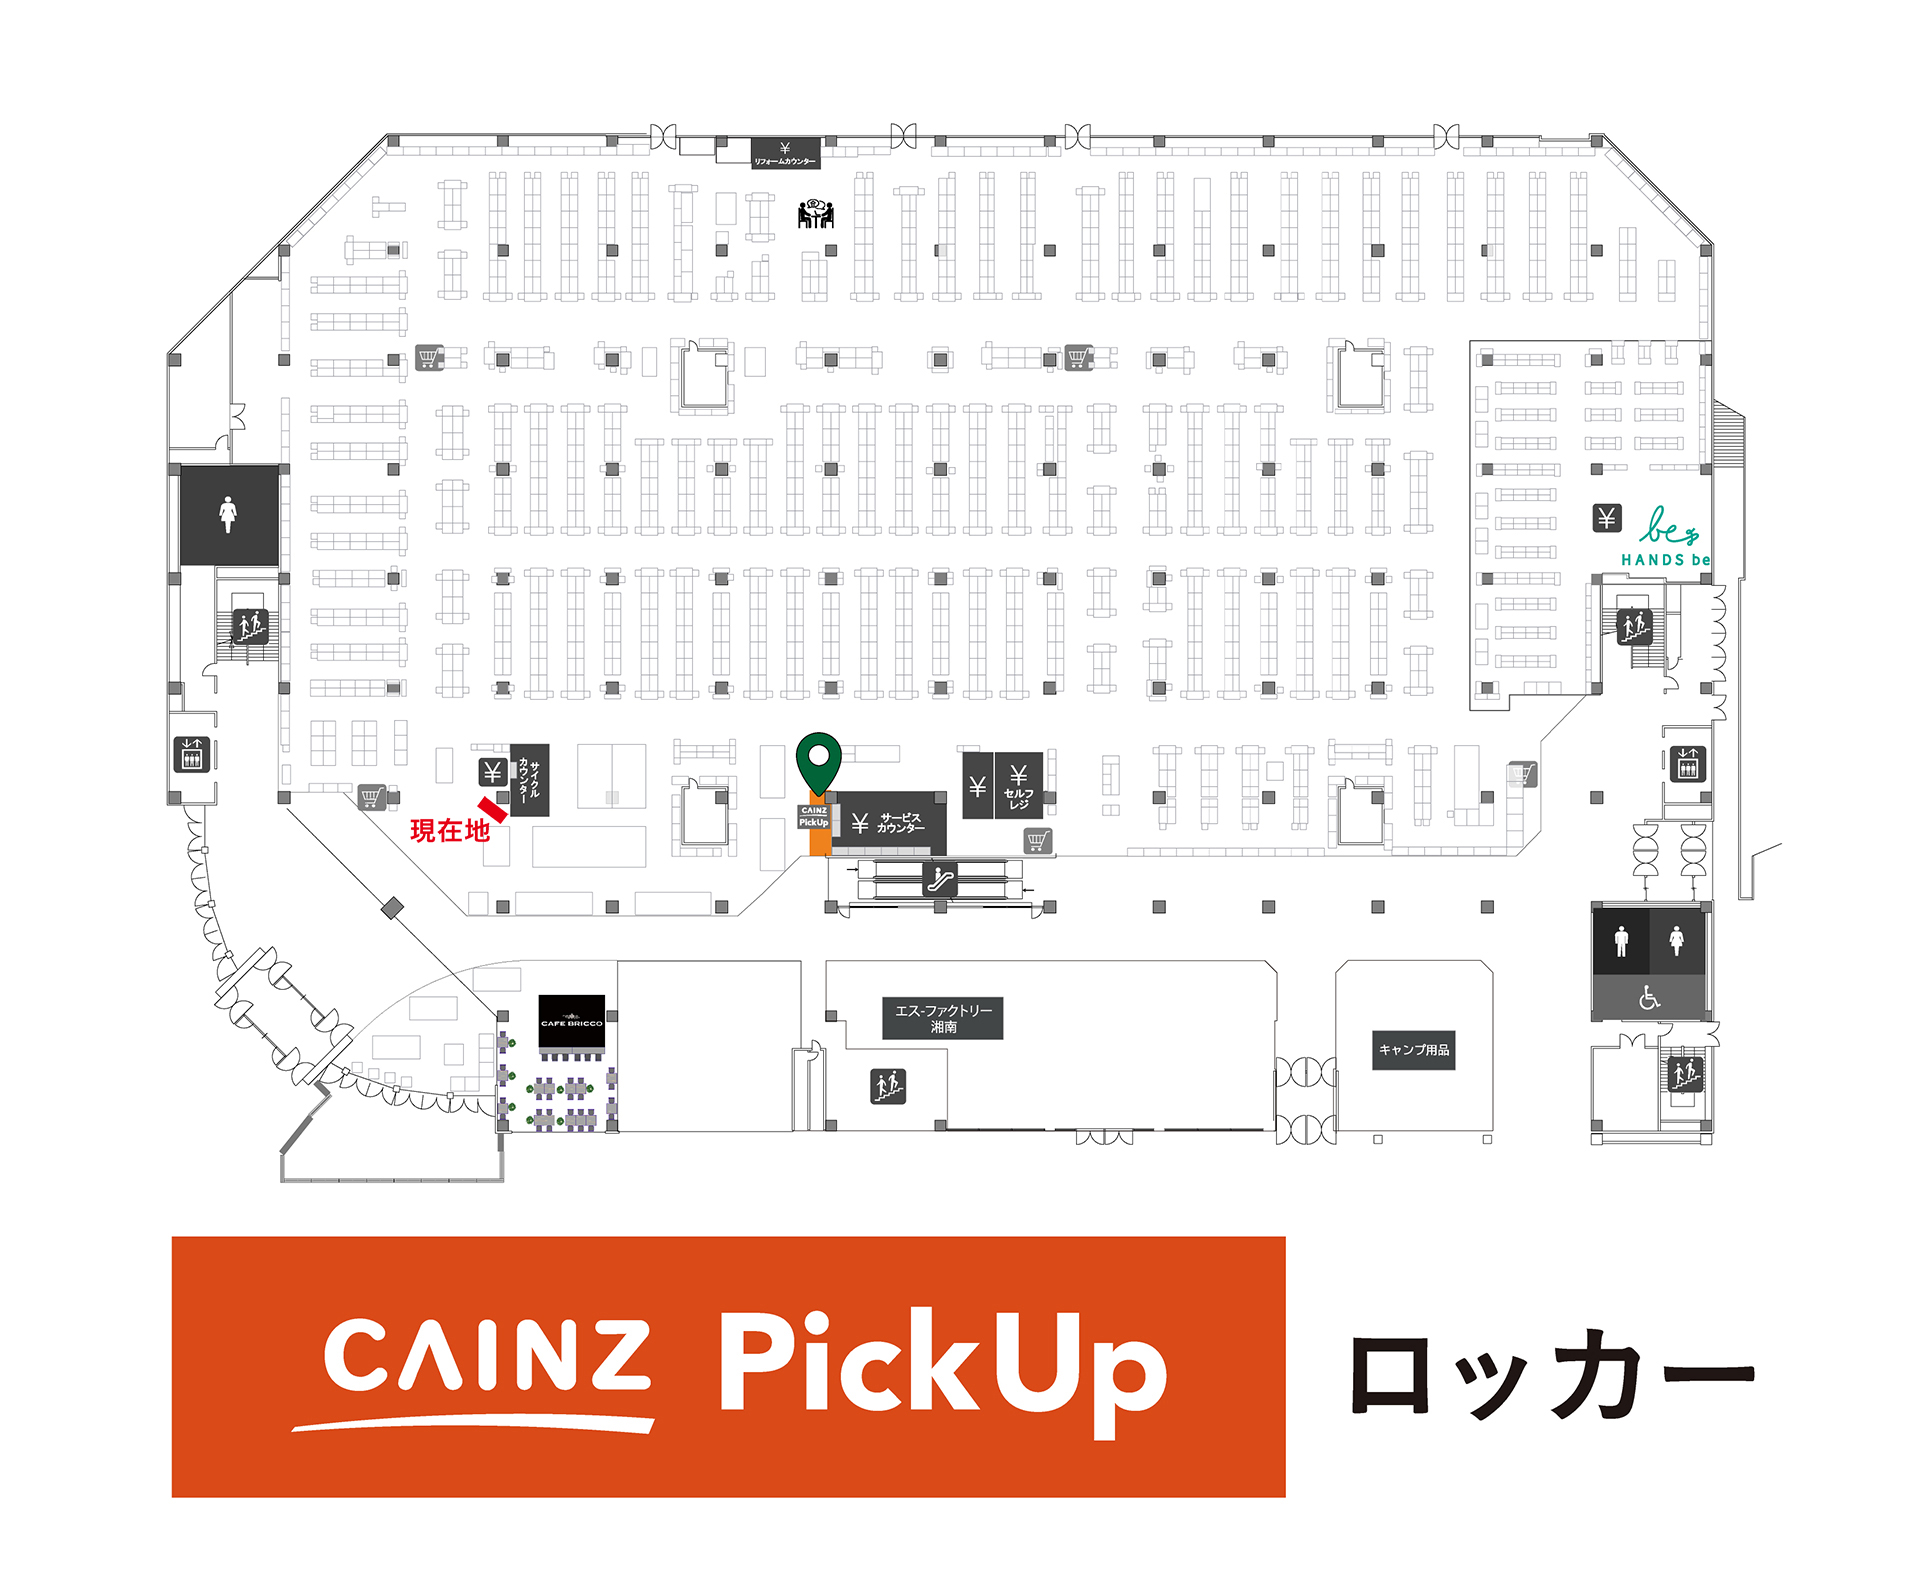 ¥
リフォームカウンター
¥
be
HANDS be
¥
サイクル
カウンター
現在地
CAINZ
PickUp
¥
サービス
カウンター
¥
¥
セルフ
レジ
CAFE BRICCO
エス-ファクトリー
湘南
キャンプ用品
CAINZ PickUp ロッカー